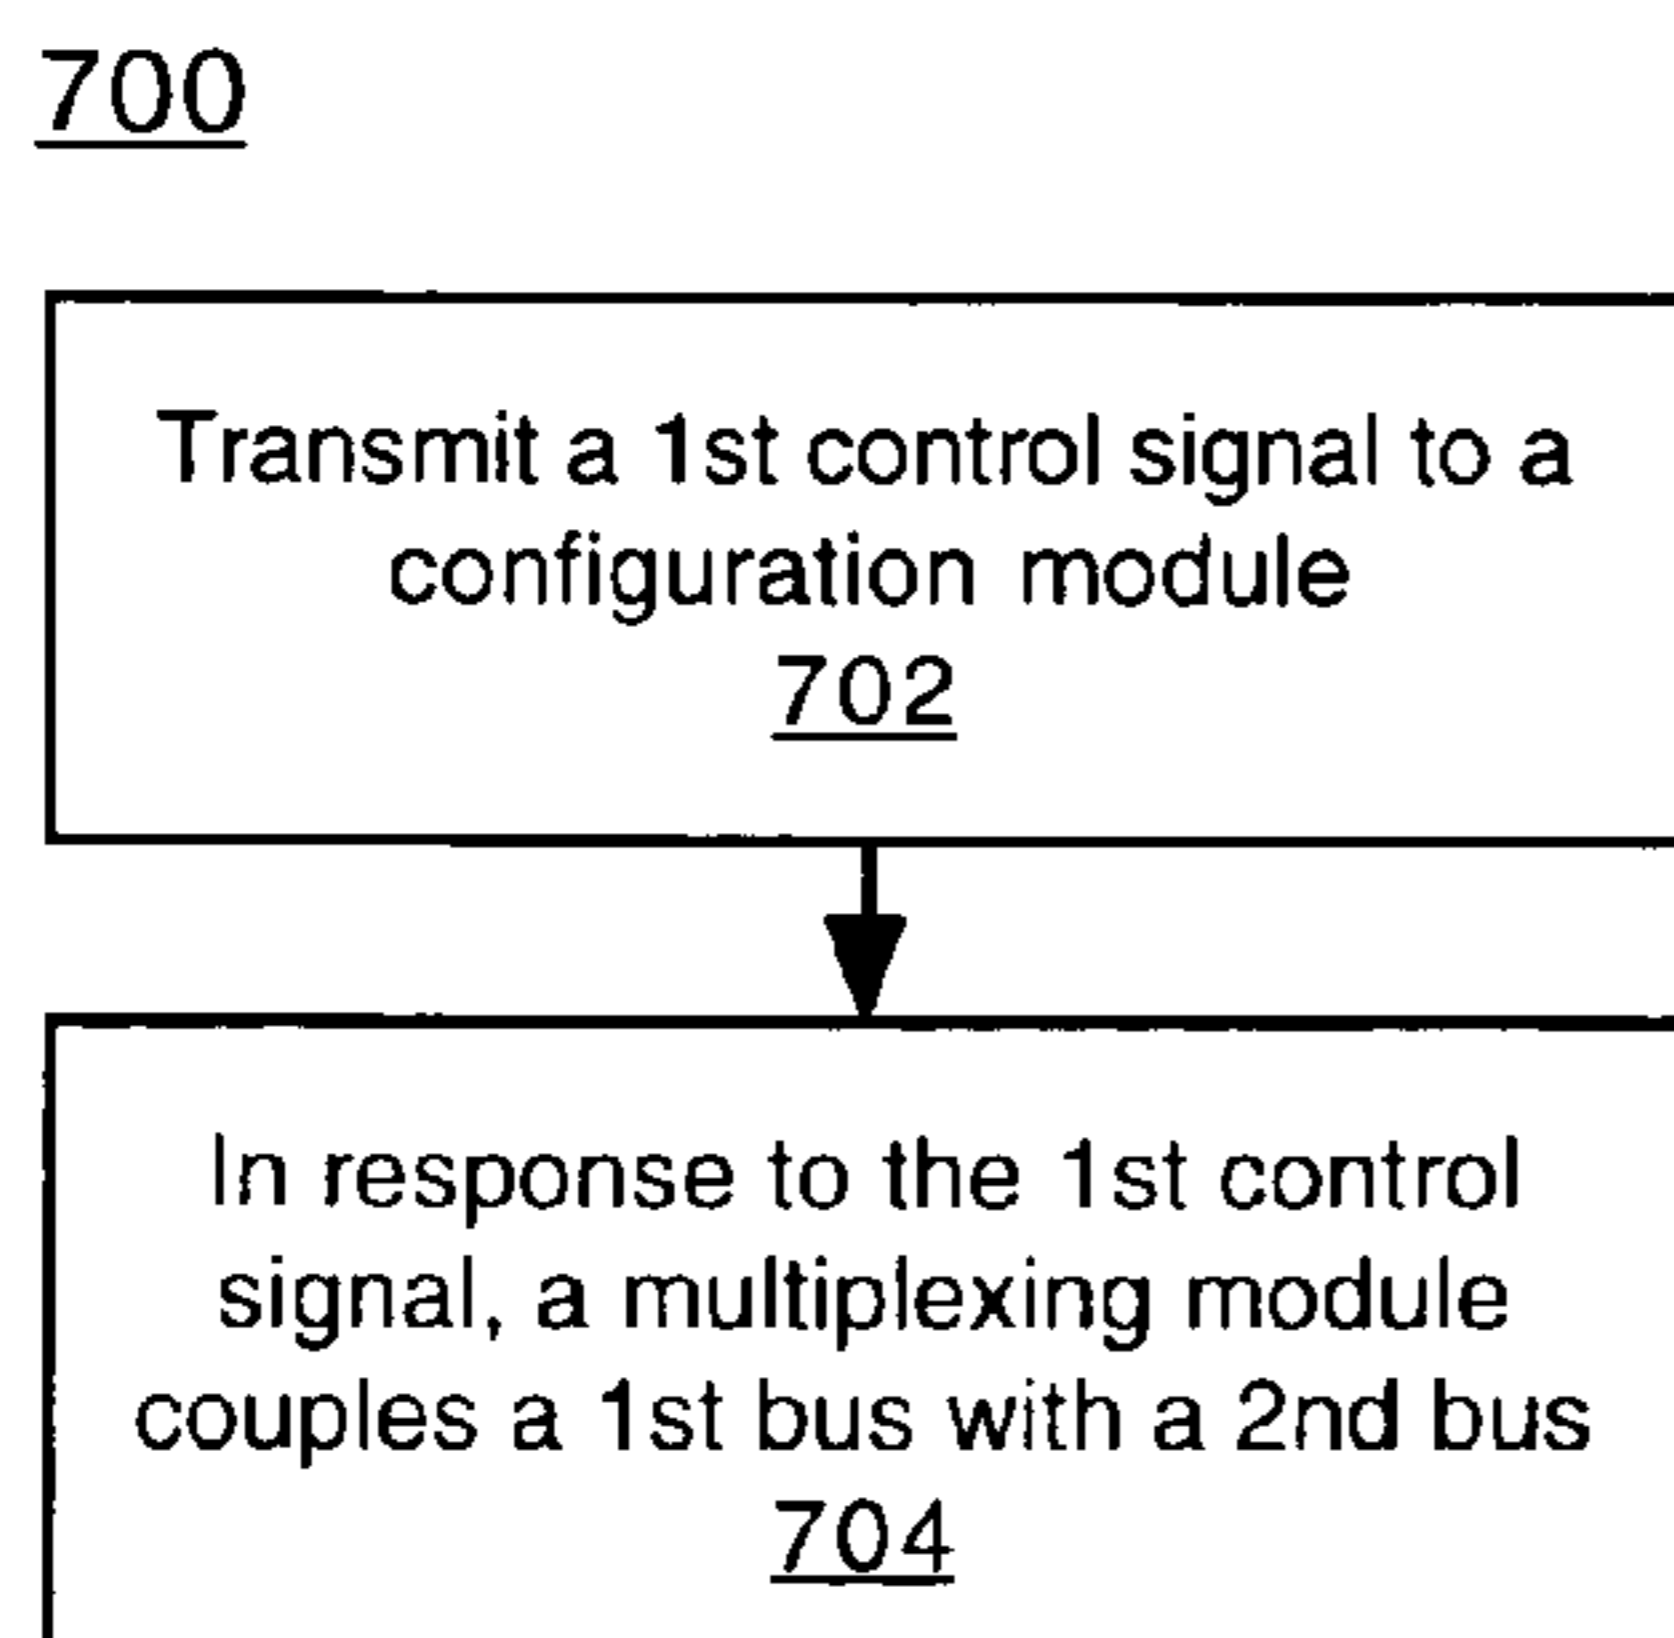 700
Transmit a 1st control signal to a
configuration module
702
In response to the 1st control
signal, a multiplexing module
couples a 1st bus with a 2nd bus
704